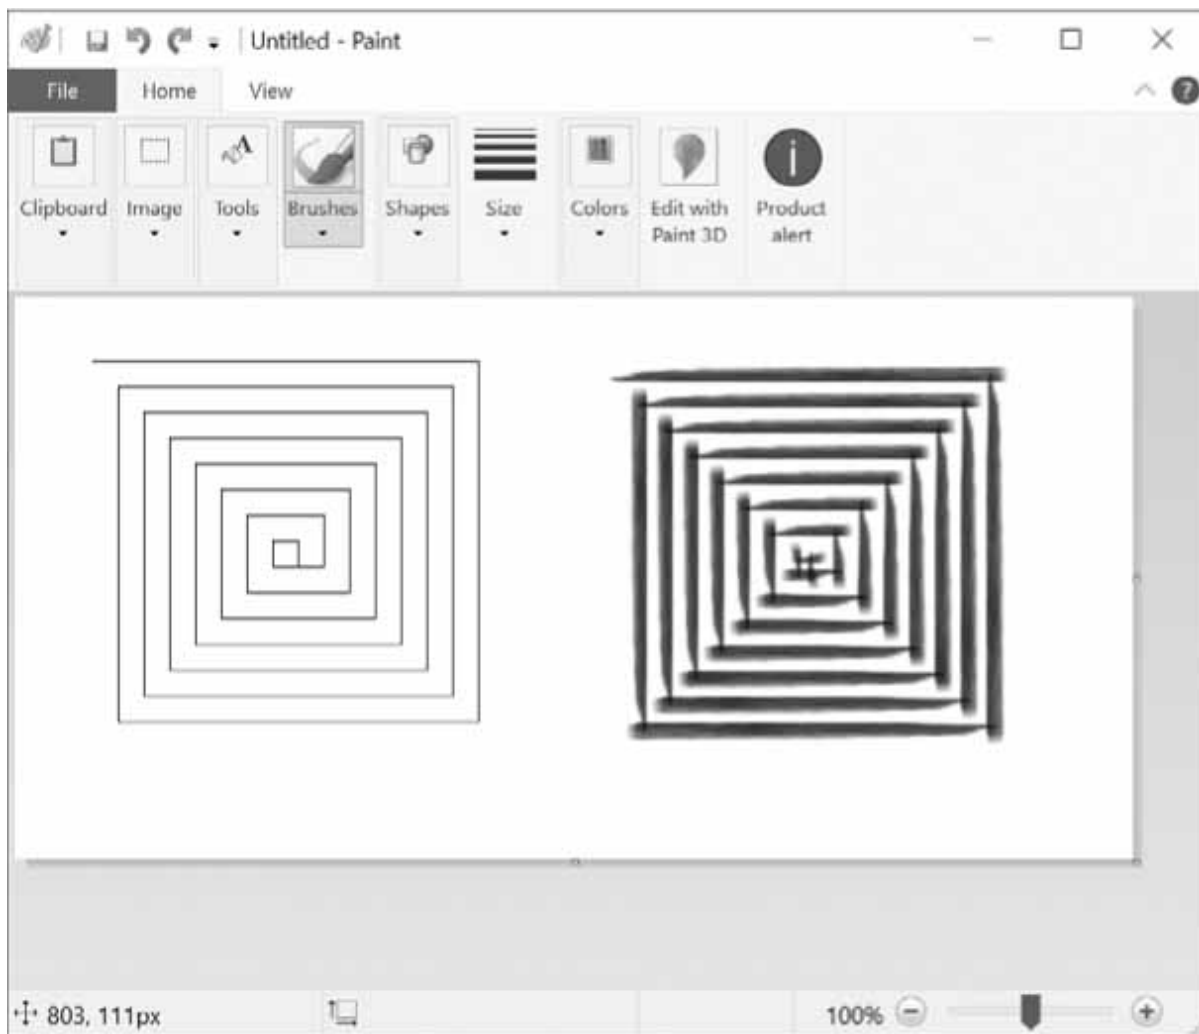 Untitled - Paint
File Home View
Clipboard Image Tools Brushes Shapes Size Colors Edit with Paint 3D Product alert
803, 111px 100%